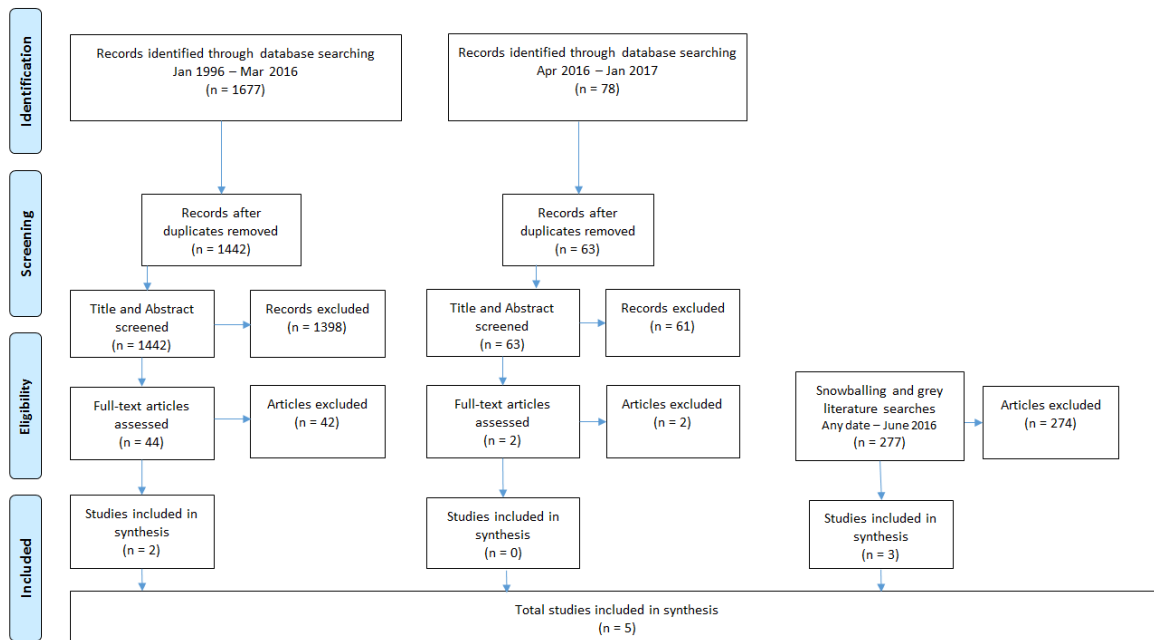 Identification
Records identified through database searching
Jan 1996 – Mar 2016
(n = 1677)
Records identified through database searching
Apr 2016 – Jan 2017
(n = 78)
Screening
Records after
duplicates removed
(n = 1442)
Records after
duplicates removed
(n = 63)
Title and Abstract
screened
(n = 1442)
Records excluded
(n = 1398)
Title and Abstract
screened
(n = 63)
Records excluded
(n = 61)
Eligibility
Full-text articles
assessed
(n = 44)
Articles excluded
(n = 42)
Full-text articles
assessed
(n = 2)
Articles excluded
(n = 2)
Snowballing and grey
literature searches
Any date – June 2016
(n = 277)
Articles excluded
(n = 274)
Included
Studies included in
synthesis
(n = 2)
Studies included in
synthesis
(n = 0)
Studies included in
synthesis
(n = 3)
Total studies included in synthesis
(n = 5)